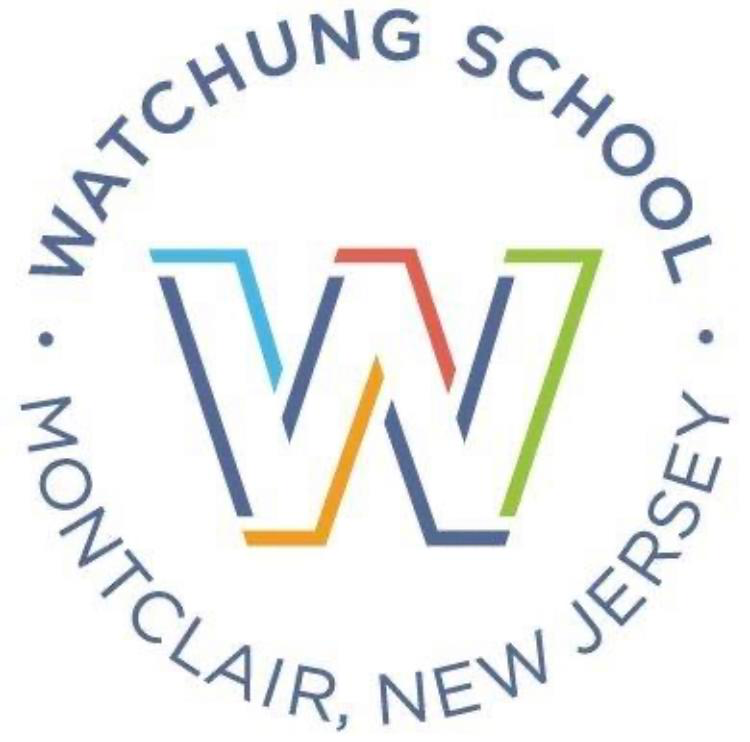 WATCHUNG SCHOOL
W
• MONTCLAIR, NEW JERSEY •